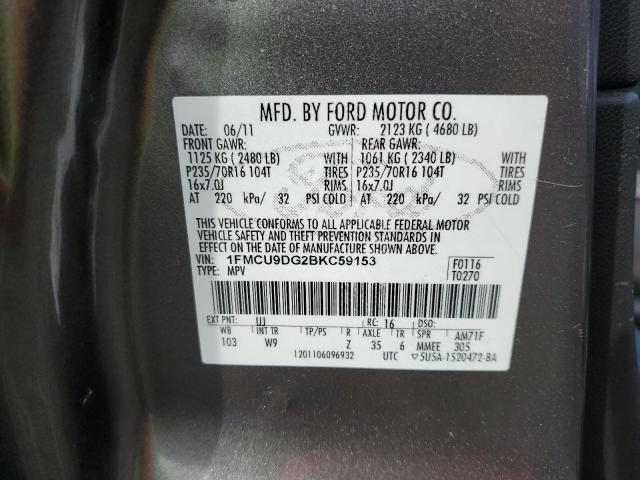 MFD. BY FORD MOTOR CO.
DATE: 06/11 GVWR: 2123 KG ( 4680 LB)
FRONT GAWR: REAR GAWR:
1125 KG ( 2480 LB) WITH 1061 KG ( 2340 LB) WITH
P235/70R16 104T TIRES P235/70R16 104T TIRES
16x7.0J RIMS 16x7.0J RIMS
AT 220 kPa/ 32 PSI COLD AT 220 kPa/ 32 PSI COLD
THIS VEHICLE CONFORMS TO ALL APPLICABLE FEDERAL MOTOR
VEHICLE SAFETY AND THEFT PREVENTION STANDARDS IN
EFFECT ON THE DATE OF MANUFACTURE SHOWN ABOVE.
VIN: 1FMCU9DG2BKC59153 F0116
TYPE: MPV T0270
EXT PNT: UJ RC: 16 DSO:
WB INT TR TP/PS R AXLE TR SPR AM71F
103 W9 Z 35 6 MMEE 305
1201106096932 UTC 5U5A-1520472-8A